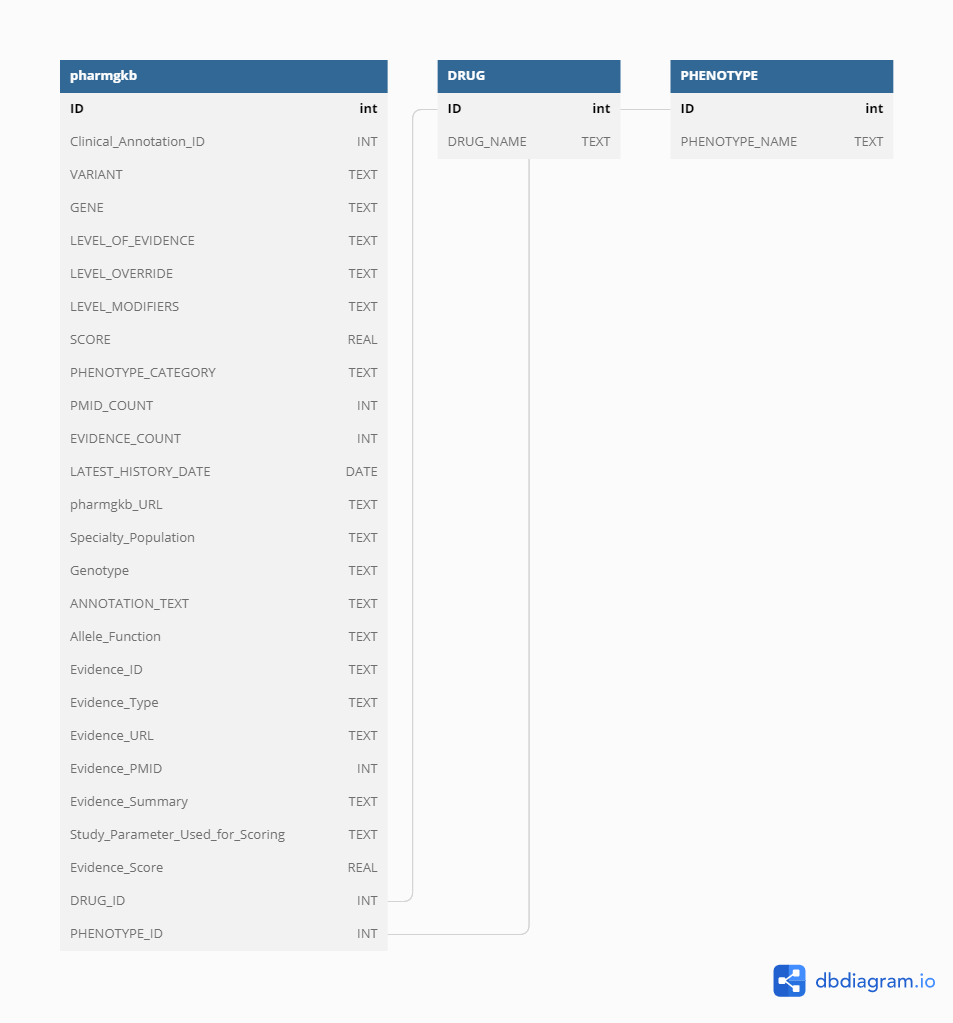 pharmgkb
ID int
Clinical_Annotation_ID INT
VARIANT TEXT
GENE TEXT
LEVEL_OF_EVIDENCE TEXT
LEVEL_OVERRIDE TEXT
LEVEL_MODIFIERS TEXT
SCORE REAL
PHENOTYPE_CATEGORY TEXT
PMID_COUNT INT
EVIDENCE_COUNT INT
LATEST_HISTORY_DATE DATE
pharmgkb_URL TEXT
Specialty_Population TEXT
Genotype TEXT
ANNOTATION_TEXT TEXT
Allele_Function TEXT
Evidence_ID TEXT
Evidence_Type TEXT
Evidence_URL TEXT
Evidence_PMID INT
Evidence_Summary TEXT
Study_Parameter_Used_for_Scoring TEXT
Evidence_Score REAL
DRUG_ID INT
PHENOTYPE_ID INT
DRUG
ID int
DRUG_NAME TEXT
PHENOTYPE
ID int
PHENOTYPE_NAME TEXT
dbdiagram.io